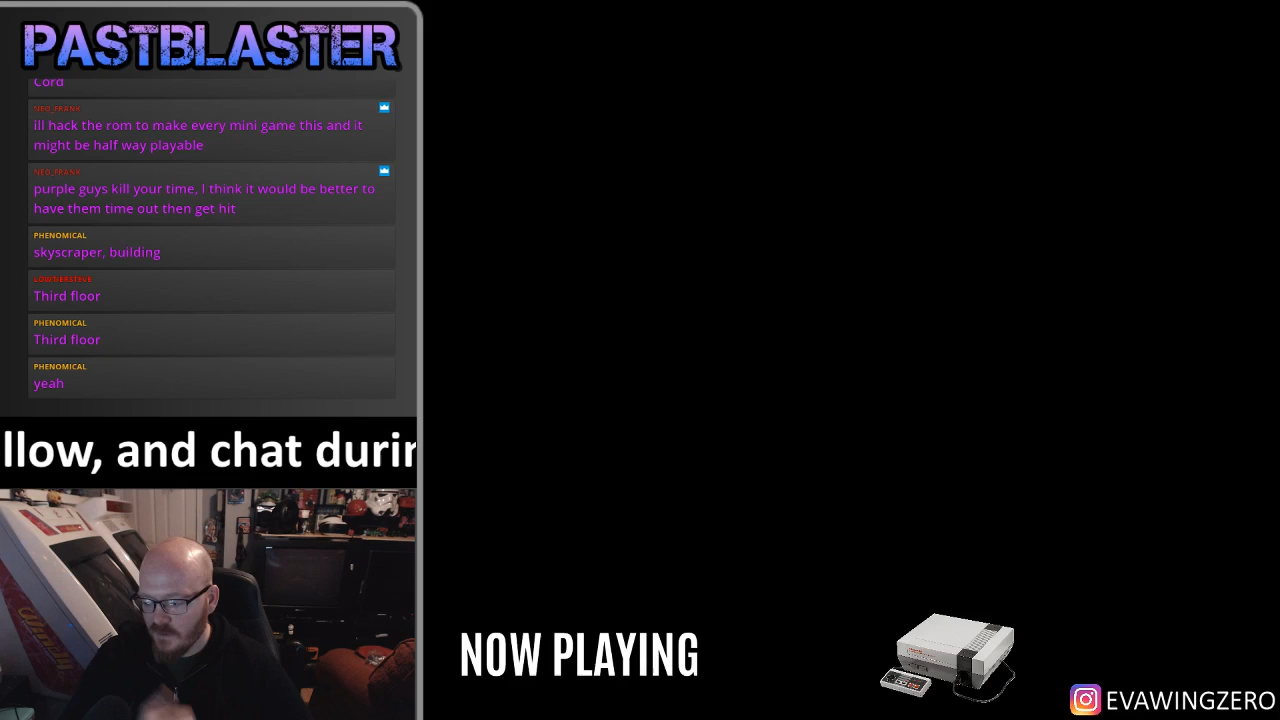 PASTBLASTER
Cord
NEO_FRANK
Ill hack the rom to make every mini game this and it
might be half way playable
NEO_FRANK
purple guys kill your time, I think it would be better to
have them time out then get hit
PHENOMICAL
skyscraper, building
LOWTIERSTEVE
Third floor
PHENOMICAL
Third floor
PHENOMICAL
yeah
llow, and chat durin
NOW PLAYING
EVAWINGZERO